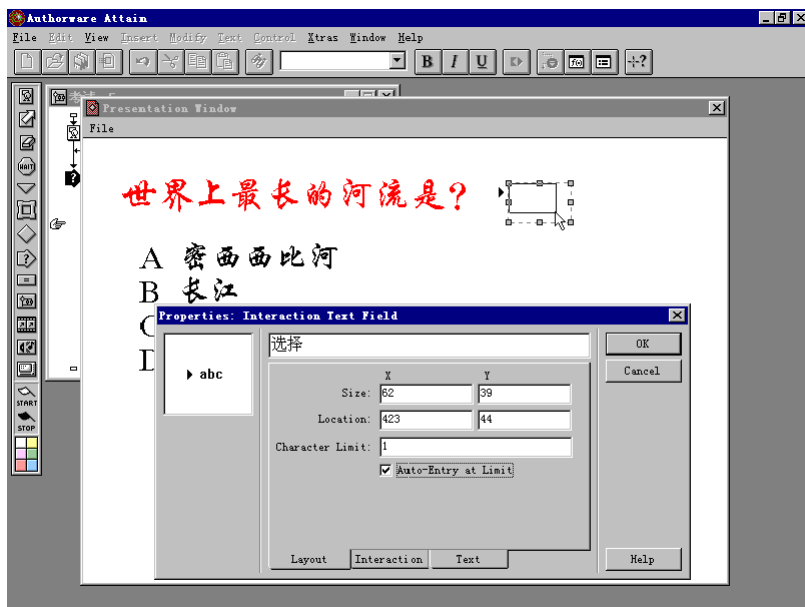 Authorware Attain
File Edit View Insert Modify Text Control Xtras Window Help
B I U
Presentation Window
File
世界上最长的河流是?
A 密西西比河
B 长江
C
D
Properties: Interaction Text Field
选择
OK
abc
X Y
Cancel
Size: 62 39
Location: 423 44
Character Limit: 1
Auto-Entry at Limit
Layout Interaction Text
Help
WAIT
START
STOP